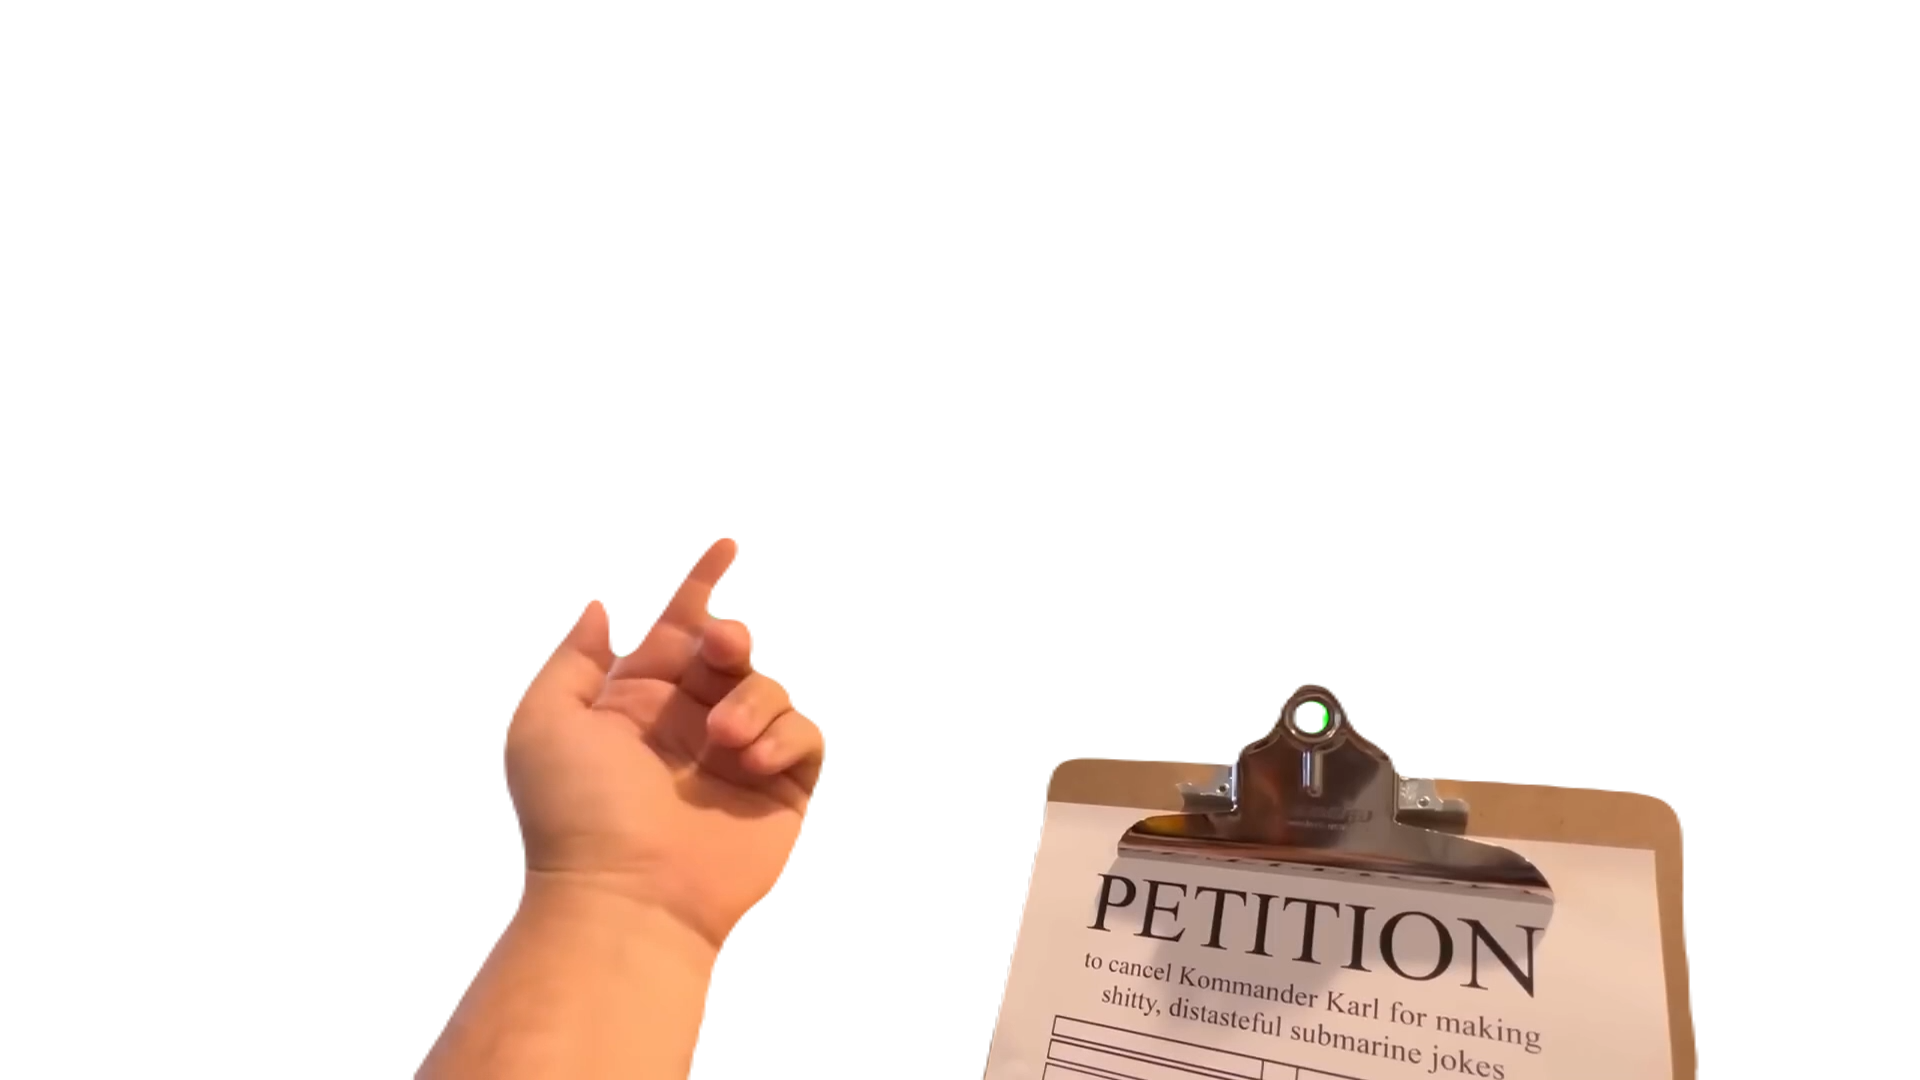 PETITION
to cancel Kommander Karl for making
shitty, distasteful submarine jokes